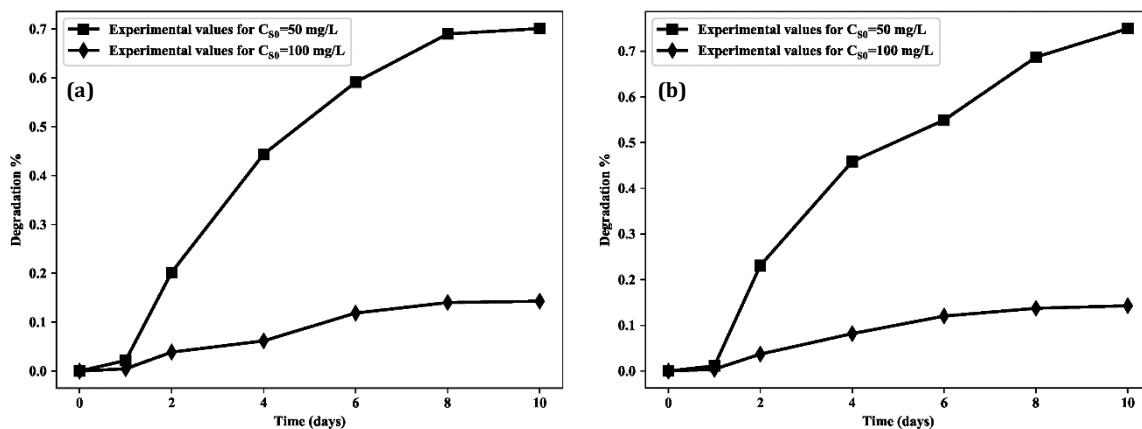 Experimental values for C_S0=50 mg/L
Experimental values for C_S0=100 mg/L
(a)
Degradation %
0.7
0.6
0.5
0.4
0.3
0.2
0.1
0.0
0 2 4 6 8 10
Time (days)
Experimental values for C_S0=50 mg/L
Experimental values for C_S0=100 mg/L
(b)
Degradation %
0.7
0.6
0.5
0.4
0.3
0.2
0.1
0.0
0 2 4 6 8 10
Time (days)